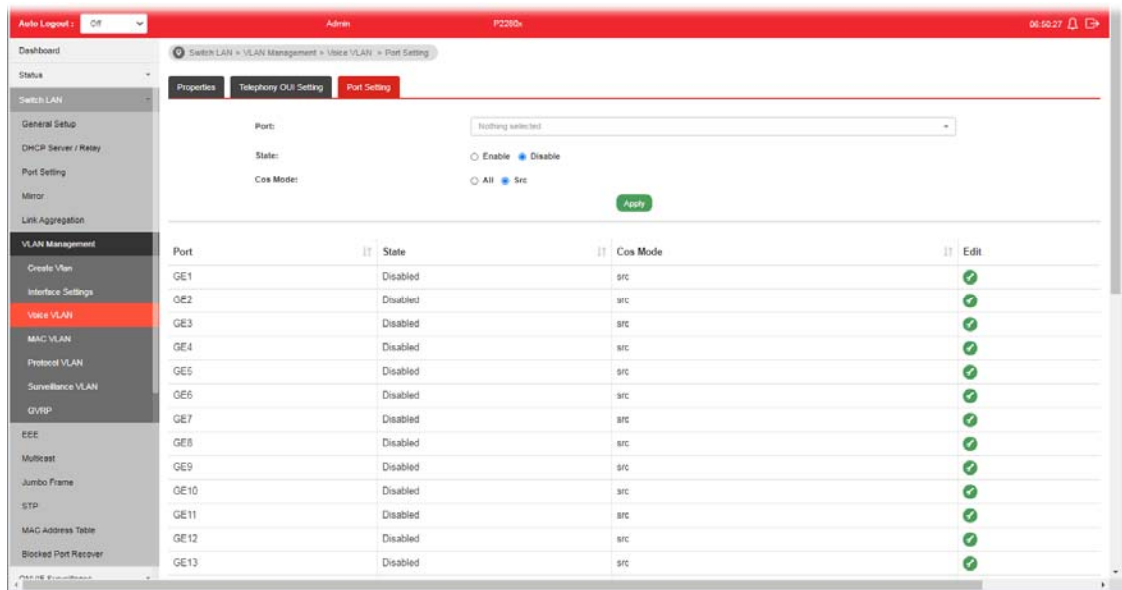 Auto Logout : Off Admin P2280x 06:50:27
Dashboard
Status
Switch LAN
General Setup
DHCP Server / Relay
Port Setting
Mirror
Link Aggregation
VLAN Management
Create Vlan
Interface Settings
Voice VLAN
MAC VLAN
Protocol VLAN
Surveillance VLAN
GVRP
EEE
Multicast
Jumbo Frame
STP
MAC Address Table
Blocked Port Recover
Switch LAN » VLAN Management » Voice VLAN » Port Setting
Properties Telephony OUI Setting Port Setting
Port: Nothing selected
State: Enable Disable
Cos Mode: All Src
Apply
Port State Cos Mode Edit
GE1 Disabled src
GE2 Disabled src
GE3 Disabled src
GE4 Disabled src
GE5 Disabled src
GE6 Disabled src
GE7 Disabled src
GE8 Disabled src
GE9 Disabled src
GE10 Disabled src
GE11 Disabled src
GE12 Disabled src
GE13 Disabled src